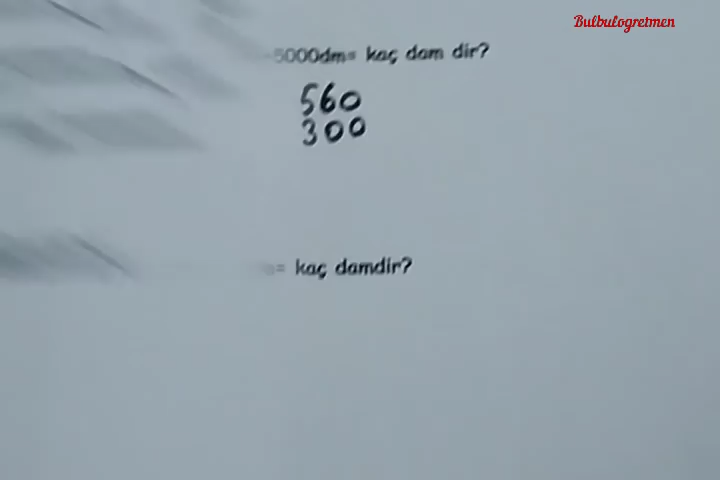 Bulbulogretmen
5000dm= kaç dam dir?
560
300
= kaç damdir?